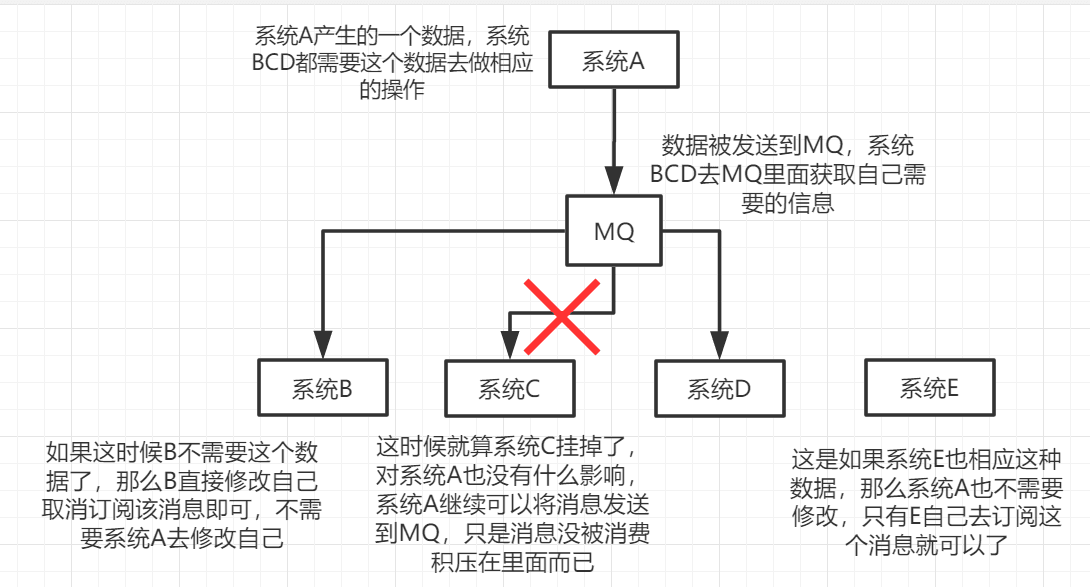 系统A产生的一个数据，系统
BCD都需要这个数据去做相应
的操作
系统A
数据被发送到MQ，系统
BCD去MQ里面获取自己需
要的信息
MQ
系统B
系统C
系统D
系统E
如果这时候B不需要这个数
据了，那么B直接修改自己
取消订阅该消息即可，不需
要系统A去修改自己
这时候就算系统C挂掉了，
对系统A也没有什么影响，
系统A继续可以将消息发送
到MQ，只是消息没被消费
积压在里面而已
这是如果系统E也相应这种
数据，那么系统A也不需要
修改，只有E自己去订阅这
个消息就可以了